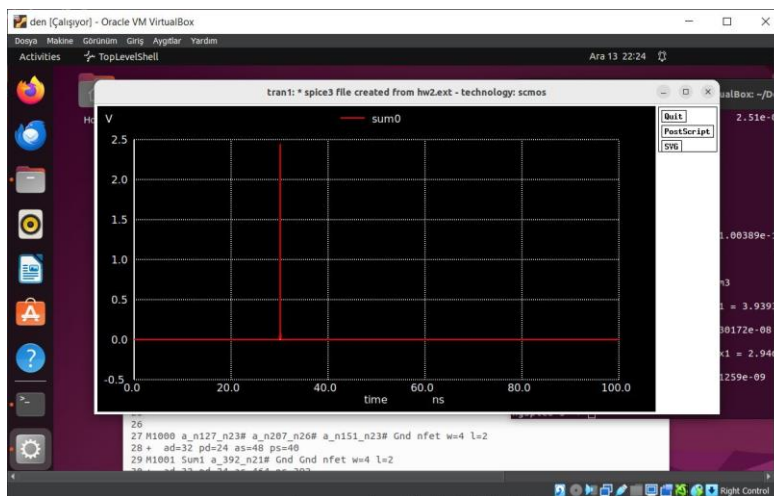 den [Çalışıyor] - Oracle VM VirtualBox
Dosya Makine Görünüm Giriş Aygıtlar Yardım
Activities TopLevelShell Ara 13 22:24
tran1: * spice3 file created from hw2.ext - technology: scmos
ualBox: ~/D
V
sum0
Quit
PostScript
SVG
2.5
2.0
1.5
1.0
0.5
0.0
-0.5
0.0 20.0 40.0 60.0 80.0 100.0
time ns
1.00389e-
1 = 3.939
30172e-08
1259e-09
26
27 M1000 a_n127_n23# a_n207_n26# a_n151_n23# Gnd nfet w=4 l=2
28 + ad=32 pd=24 as=48 ps=40
29 M1001 Sum1 a_392_n21# Gnd Gnd nfet w=4 l=2
Right Control